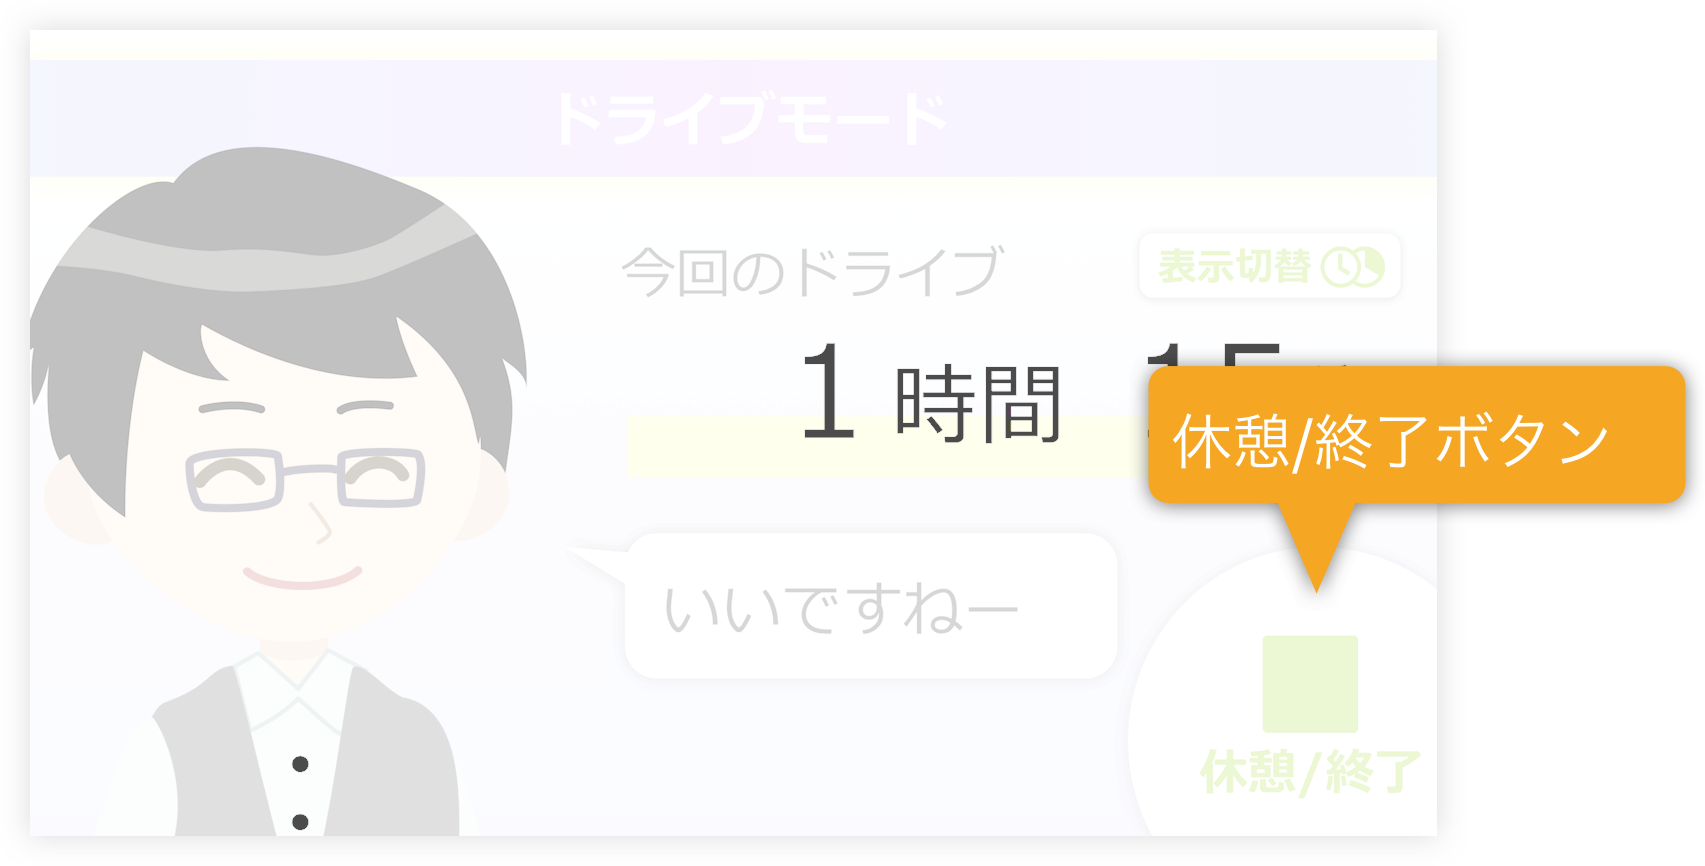 ドライブモード
今回のドライブ
表示切替
1 時間 15
休憩/終了ボタン
いいですねー
休憩/終了